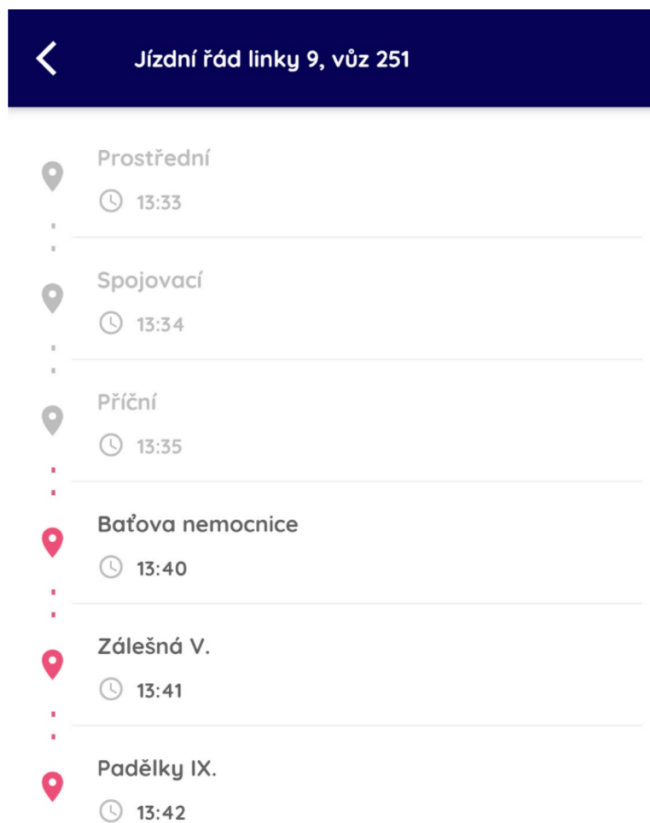 Jízdní řád linky 9, vůz 251
Prostřední
13:33
Spojovací
13:34
Příční
13:35
Baťova nemocnice
13:40
Zálešná V.
13:41
Padělky IX.
13:42